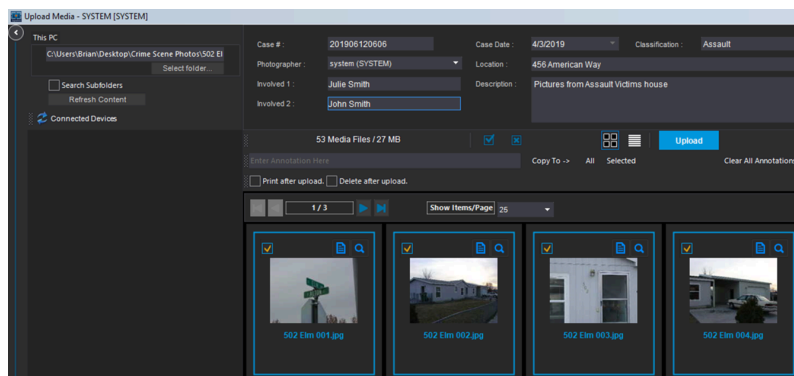 Upload Media - SYSTEM [SYSTEM]
This PC
C:\Users\Brian\Desktop\Crime Scene Photos\502 El
Select folder...
Search Subfolders
Refresh Content
Connected Devices
Case # : 201906120606 Case Date : 4/3/2019 Classification : Assault
Photographer : system (SYSTEM) Location : 456 American Way
Involved 1 : Julie Smith Description : Pictures from Assault Victims house
Involved 2 : John Smith
53 Media Files / 27 MB Upload
Enter Annotation Here Copy To -> All Selected Clear All Annotation
Print after upload. Delete after upload.
1 / 3 Show Items/Page 25
502 Elm 001.jpg 502 Elm 002.jpg 502 Elm 003.jpg 502 Elm 004.jpg